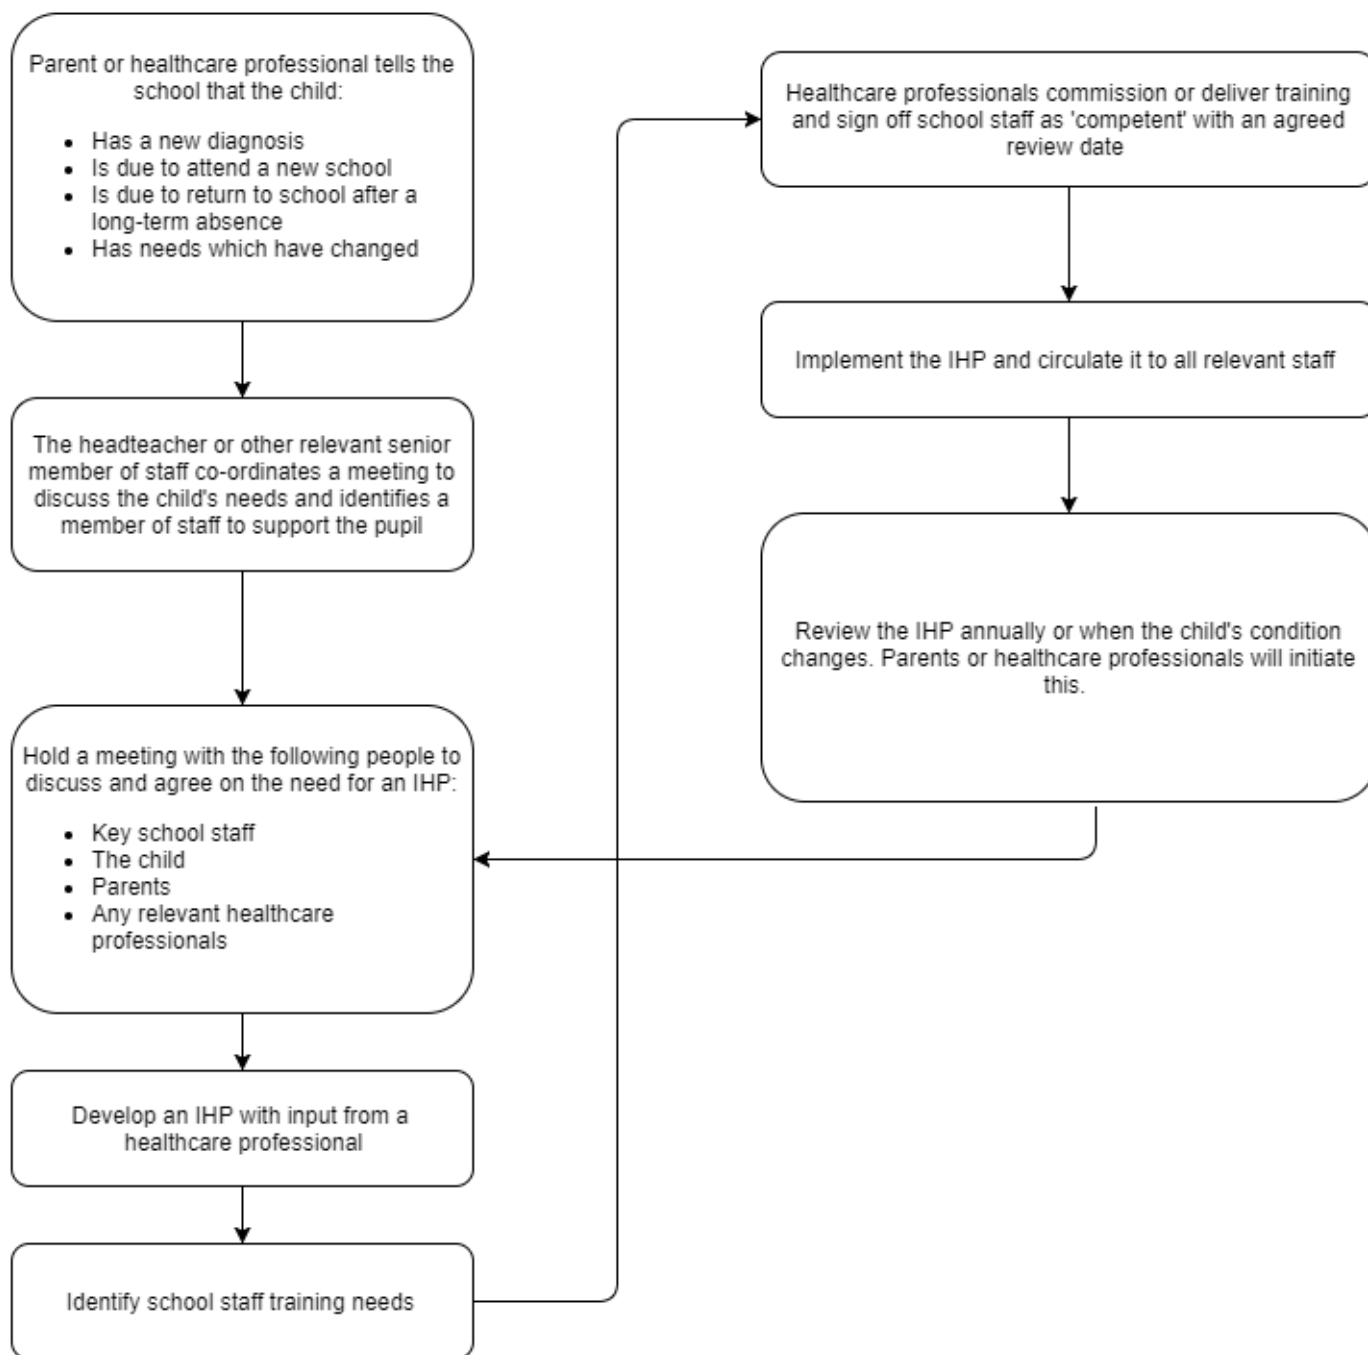 Parent or healthcare professional tells the
school that the child:
• Has a new diagnosis
• Is due to attend a new school
• Is due to return to school after a
long-term absence
• Has needs which have changed
The headteacher or other relevant senior
member of staff co-ordinates a meeting to
discuss the child's needs and identifies a
member of staff to support the pupil
Hold a meeting with the following people to
discuss and agree on the need for an IHP:
• Key school staff
• The child
• Parents
• Any relevant healthcare
professionals
Develop an IHP with input from a
healthcare professional
Identify school staff training needs
Healthcare professionals commission or deliver training
and sign off school staff as 'competent' with an agreed
review date
Implement the IHP and circulate it to all relevant staff
Review the IHP annually or when the child's condition
changes. Parents or healthcare professionals will initiate
this.